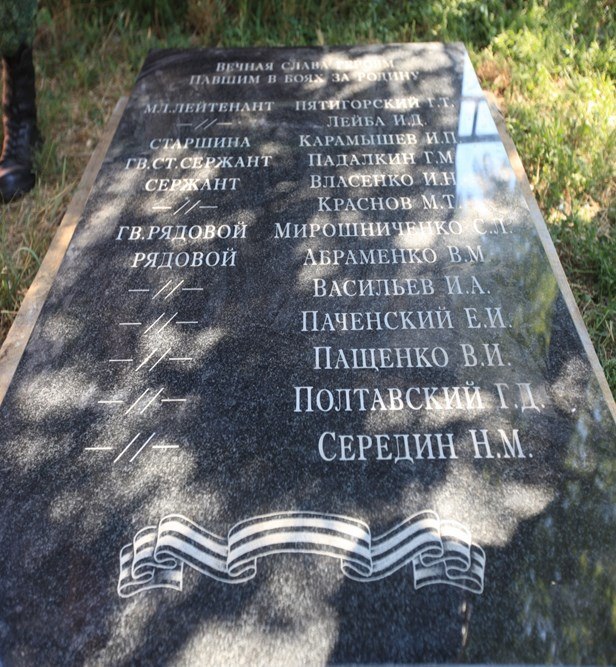 ВЕЧНАЯ СЛАВА ГЕРОЯМ
ПАВШИМ В БОЯХ ЗА РОДИНУ
МЛ.ЛЕЙТЕНАНТ ПЯТИГОРСКИЙ Г.Т.
—//— ЛЕЙБА И.Д.
СТАРШИНА КАРАМЫШЕВ И.П.
ГВ.СТ.СЕРЖАНТ ПАДАЛКИН Г.М
СЕРЖАНТ ВЛАСЕНКО И.Н
—//— КРАСНОВ М.Т.
ГВ.РЯДОВОЙ МИРОШНИЧЕНКО С.Л.
РЯДОВОЙ АБРАМЕНКО В.М
—//— ВАСИЛЬЕВ И.А.
—//— ПАЧЕНСКИЙ Е.И.
—//— ПАЩЕНКО В.И.
—//— ПОЛТАВСКИЙ Г.Д.
—//— СЕРЕДИН Н.М.